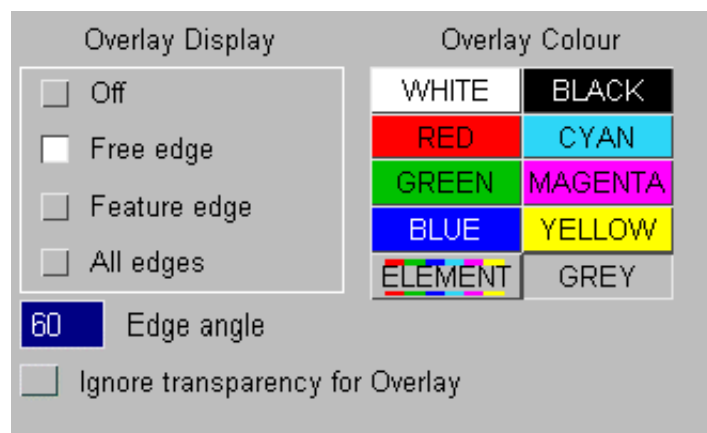 Overlay Display
Overlay Colour
Off
Free edge
Feature edge
All edges
WHITE BLACK
RED CYAN
GREEN MAGENTA
BLUE YELLOW
ELEMENT GREY
60 Edge angle
Ignore transparency for Overlay